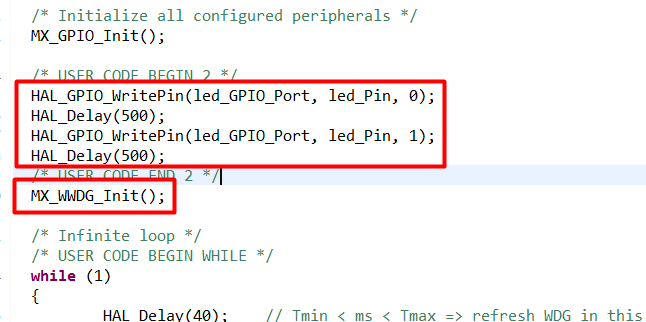 /* Initialize all configured peripherals */
MX_GPIO_Init();
/* USER CODE BEGIN 2 */
HAL_GPIO_WritePin(led_GPIO_Port, led_Pin, 0);
HAL_Delay(500);
HAL_GPIO_WritePin(led_GPIO_Port, led_Pin, 1);
HAL_Delay(500);
/* USER CODE END 2 */
MX_WWDG_Init();
/* Infinite loop */
/* USER CODE BEGIN WHILE */
while (1)
{
HAL_Delay(40); // Tmin < ms < Tmax => refresh WDG in this